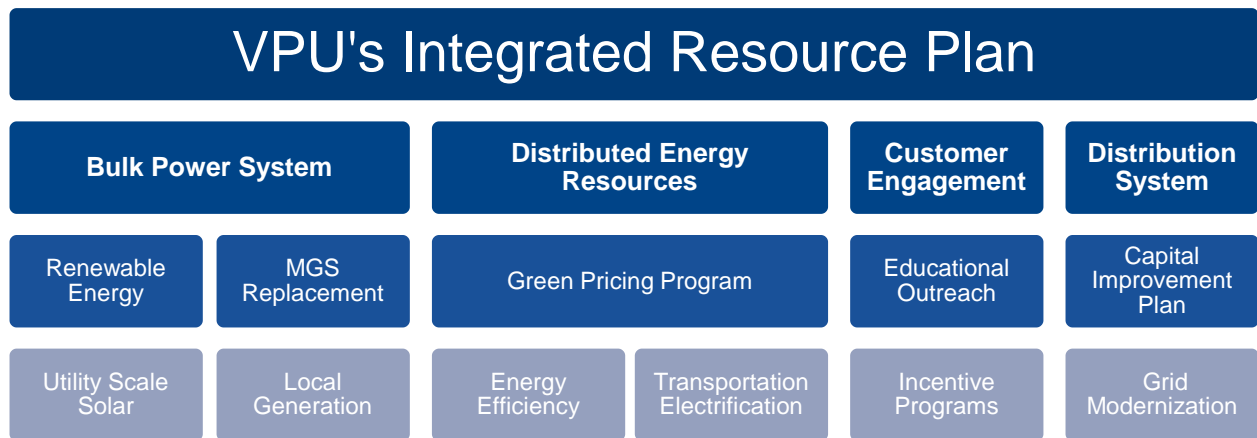 VPU's Integrated Resource Plan
Bulk Power System
Distributed Energy
Resources
Customer
Engagement
Distribution
System
Renewable
Energy
MGS
Replacement
Green Pricing Program
Educational
Outreach
Capital
Improvement
Plan
Utility Scale
Solar
Local
Generation
Energy
Efficiency
Transportation
Electrification
Incentive
Programs
Grid
Modernization